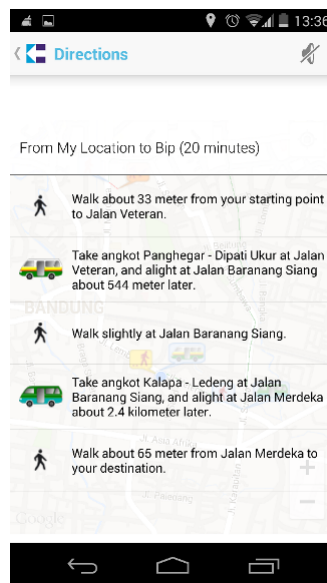 13:36
Directions
From My Location to Bip (20 minutes)
Walk about 33 meter from your starting point
to Jalan Veteran.
Take angkot Panghegar - Dipati Ukur at Jalan
Veteran, and alight at Jalan Baranang Siang
about 544 meter later.
BANDUNG
Walk slightly at Jalan Baranang Siang.
Take angkot Kalapa - Ledeng at Jalan
Baranang Siang, and alight at Jalan Merdeka
about 2.4 kilometer later.
Walk about 65 meter from Jalan Merdeka to
your destination.
Google